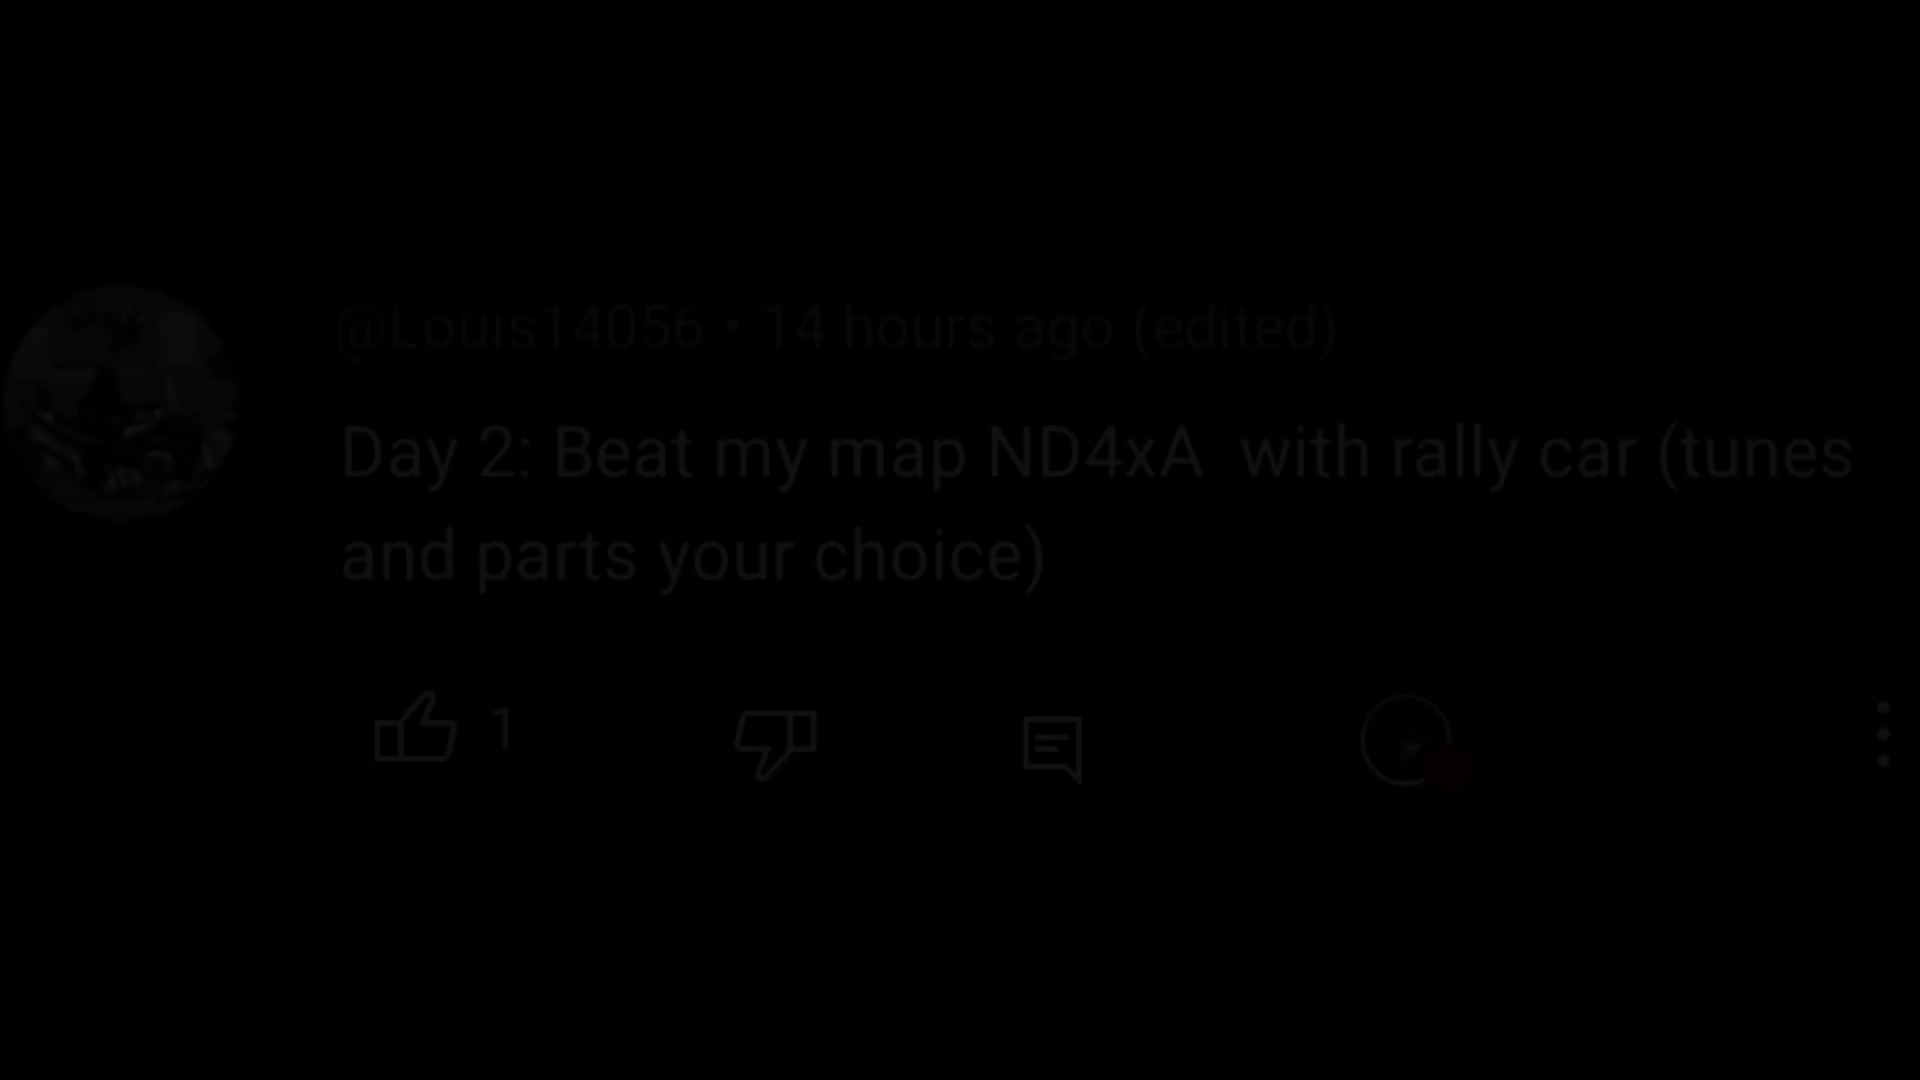 @Louis14056 • 14 hours ago (edited)
Day 2: Beat my map ND4xA with rally car (tunes
and parts your choice)
1